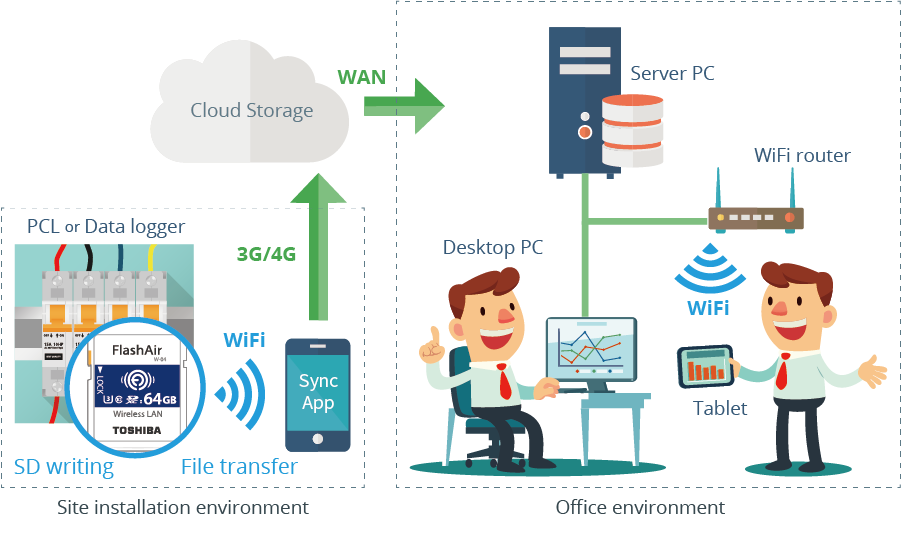 WAN
Cloud Storage
Server PC
WiFi router
PCL or Data logger
3G/4G
Desktop PC
WiFi
FlashAir
W-04
LOCK
64GB
Wireless LAN
TOSHIBA
WiFi
Sync
App
Tablet
SD writing
File transfer
Site installation environment
Office environment